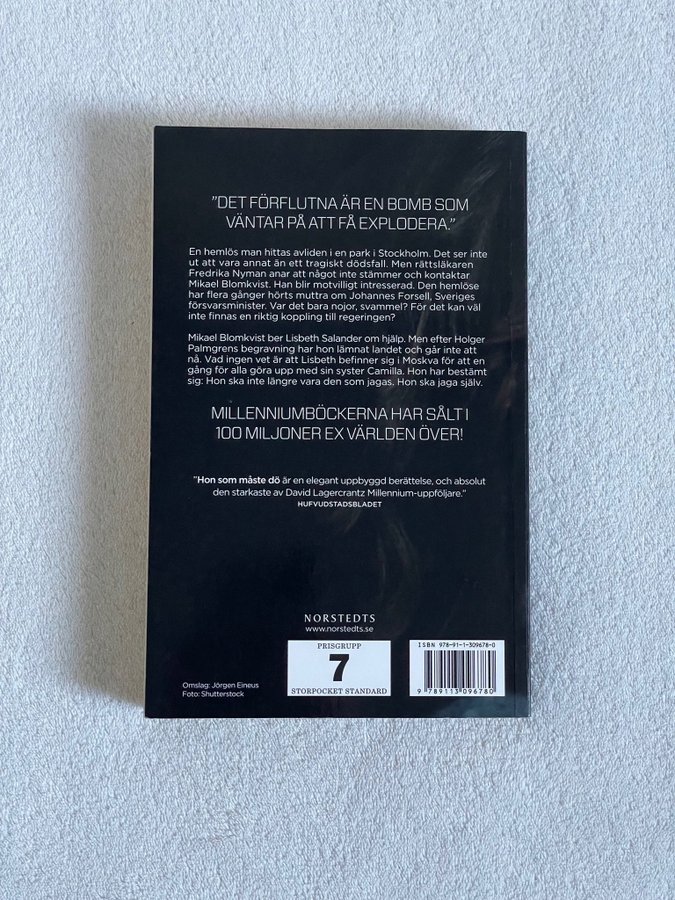 ”DET FÖRFLUTNA ÄR EN BOMB SOM
VÄNTAR PÅ ATT FÅ EXPLODERA.”
En hemlös man hittas avliden i en park i Stockholm. Det ser inte
ut att vara annat än ett tragiskt dödsfall. Men rättsläkaren
Fredrika Nyman anar att något inte stämmer och kontaktar
Mikael Blomkvist. Han blir motvilligt intresserad. Den hemlöse
har flera gånger hörts muttra om Johannes Forsell, Sveriges
försvarsminister. Var det bara nojor, svammel? För det kan väl
inte finnas en riktig koppling till regeringen?
Mikael Blomkvist ber Lisbeth Salander om hjälp. Men efter Holger
Palmgrens begravning har hon lämnat landet och går inte att
nå. Vad ingen vet är att Lisbeth befinner sig i Moskva för att en
gång för alla göra upp med sin syster Camilla. Hon har bestämt
sig: Hon ska inte längre vara den som jagas. Hon ska jaga själv.
MILLENNIUMBÖCKERNA HAR SÅLT I
100 MILJONER EX VÄRLDEN ÖVER!
”Hon som måste dö är en elegant uppbyggd berättelse, och absolut
den starkaste av David Lagercrantz Millennium-uppföljare.”
HUFVUDSTADSBLADET
NORSTEDTS
www.norstedts.se
PRISGRUPP
7
STORPOCKET STANDARD
ISBN 978-91-1-309678-0
9 789113 096780
Omslag: Jörgen Eineus
Foto: Shutterstock